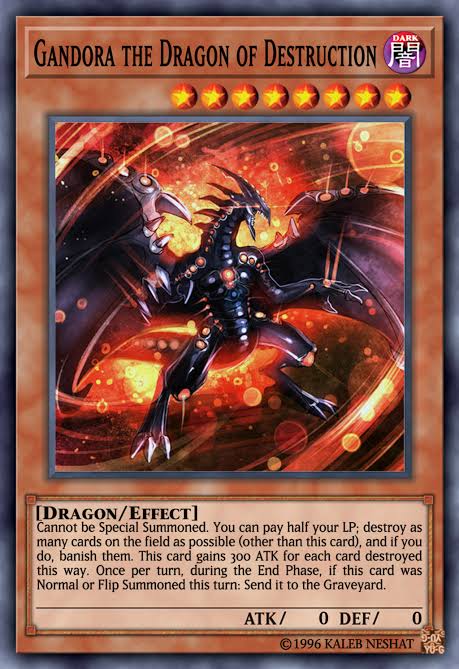 GANDORA THE DRAGON OF DESTRUCTION
DARK
闇
[DRAGON/EFFECT]
Cannot be Special Summoned. You can pay half your LP; destroy as
many cards on the field as possible (other than this card), and if you
do, banish them. This card gains 300 ATK for each card destroyed
this way. Once per turn, during the End Phase, if this card was
Normal or Flip Summoned this turn: Send it to the Graveyard.
ATK/ 0 DEF/ 0
©1996 KALEB NESHAT